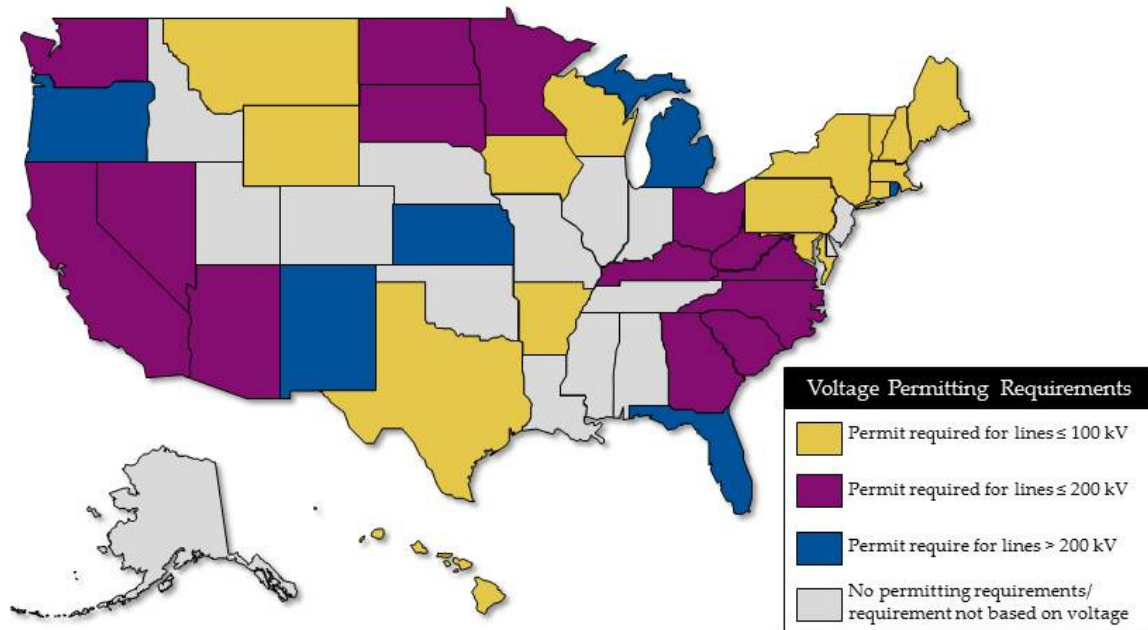 Voltage Permitting Requirements
Permit required for lines ≤ 100 kV
Permit required for lines ≤ 200 kV
Permit require for lines > 200 kV
No permitting requirements/
requirement not based on voltage